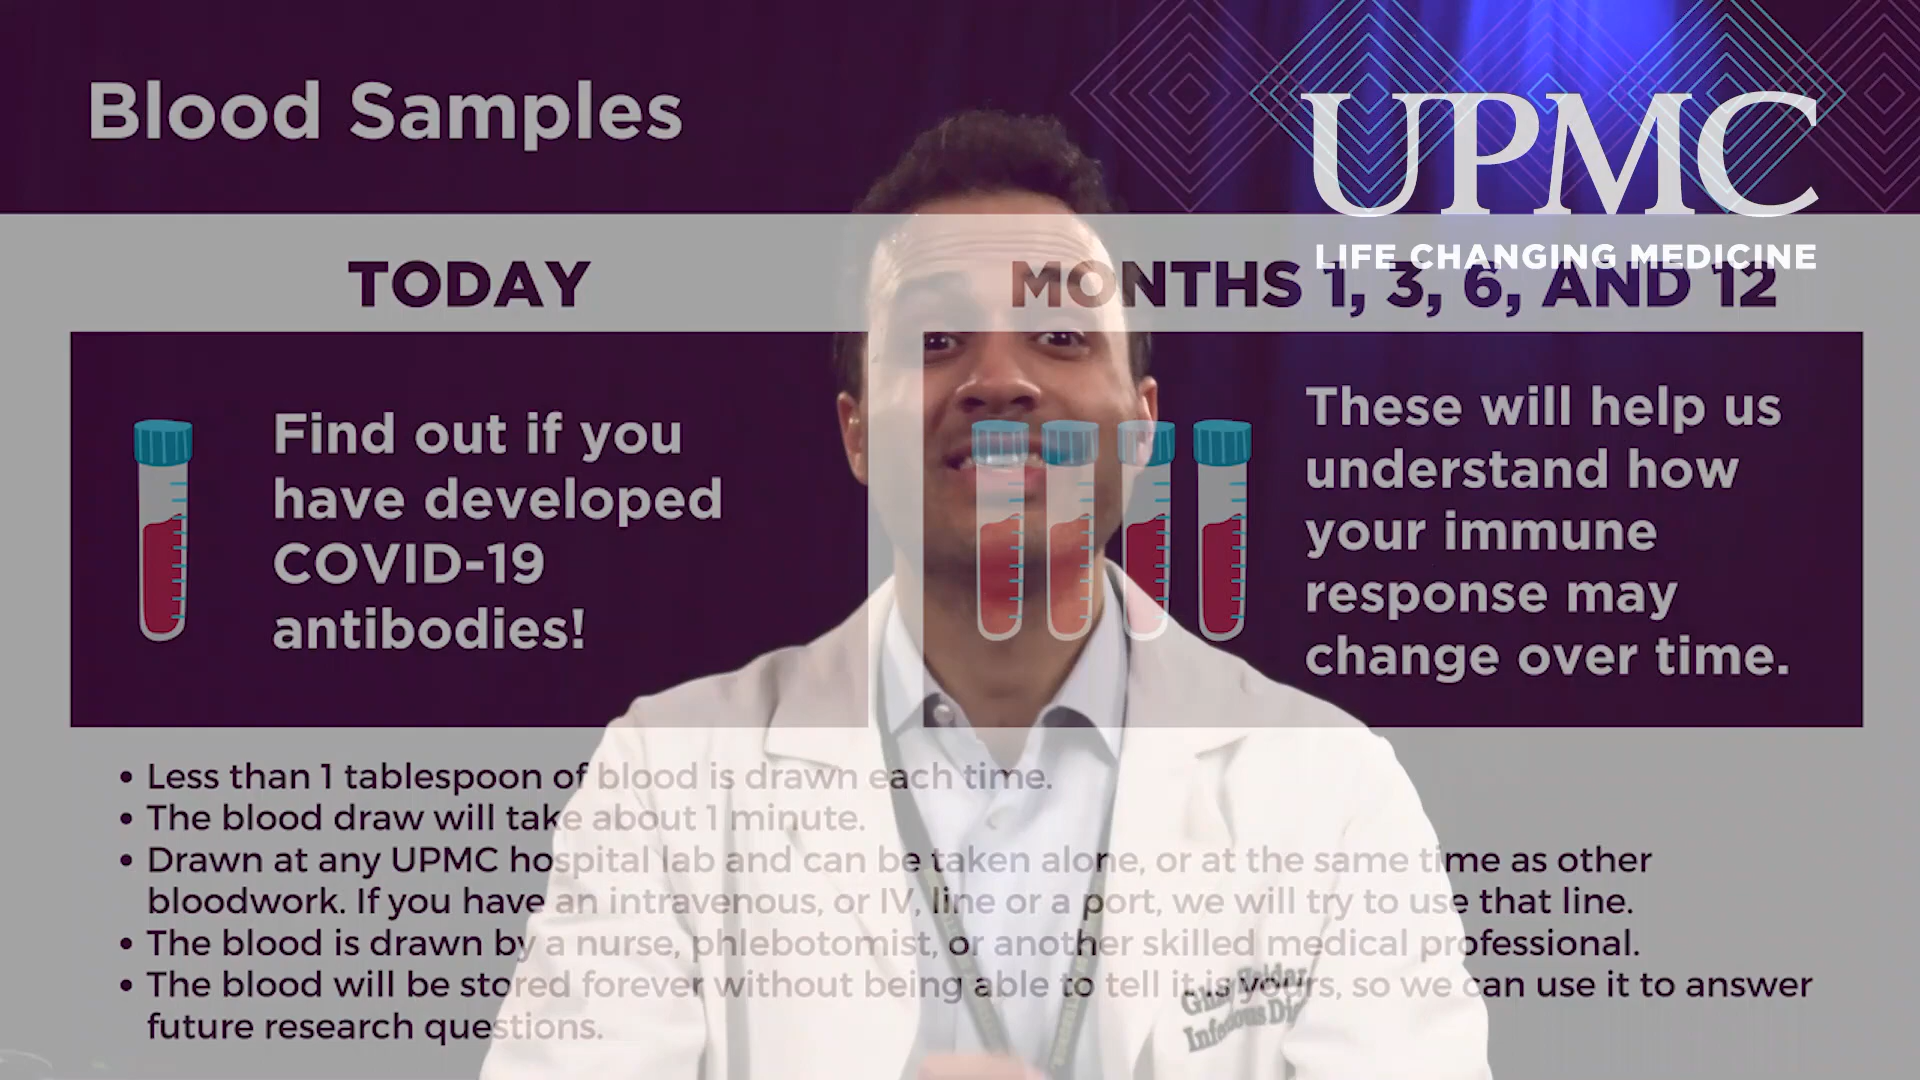 Blood Samples
UPMC
LIFE CHANGING MEDICINE
TODAY
Find out if you
have developed
COVID-19
antibodies!
MONTHS 1, 3, 6, AND 12
These will help us
understand how
your immune
response may
change over time.
• Less than 1 tablespoon of blood is drawn each time.
• The blood draw will take about 1 minute.
• Drawn at any UPMC hospital lab and can be taken alone, or at the same time as other
bloodwork. If you have an intravenous, or IV, line or a port, we will try to use that line.
• The blood is drawn by a nurse, phlebotomist, or another skilled medical professional.
• The blood will be stored forever without being able to tell it is yours, so we can use it to answer
future research questions.